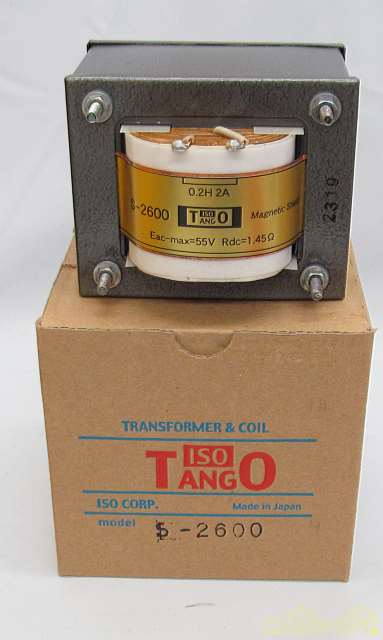 0.2H 2A
S-2600 TANGO ISO Magnetic
Eac-max=55V Rdc=1.45Ω
2319
TRANSFORMER & COIL
TANGO ISO
ISO CORP. Made in Japan
model S-2600